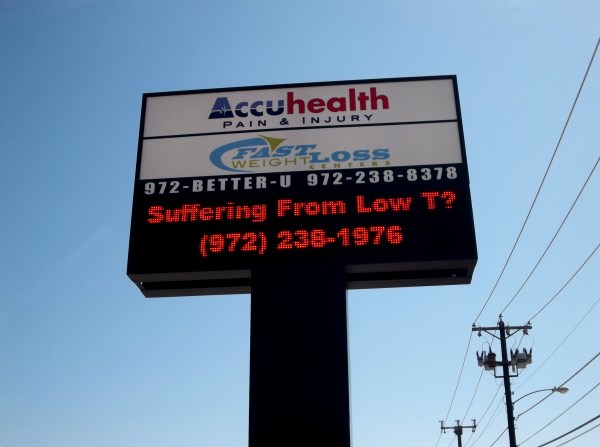 Accuhealth
PAIN & INJURY
FAST WEIGHT LOSS
CENTERS
972-BETTER-U 972-238-8378
Suffering From Low T?
(972) 238-1976